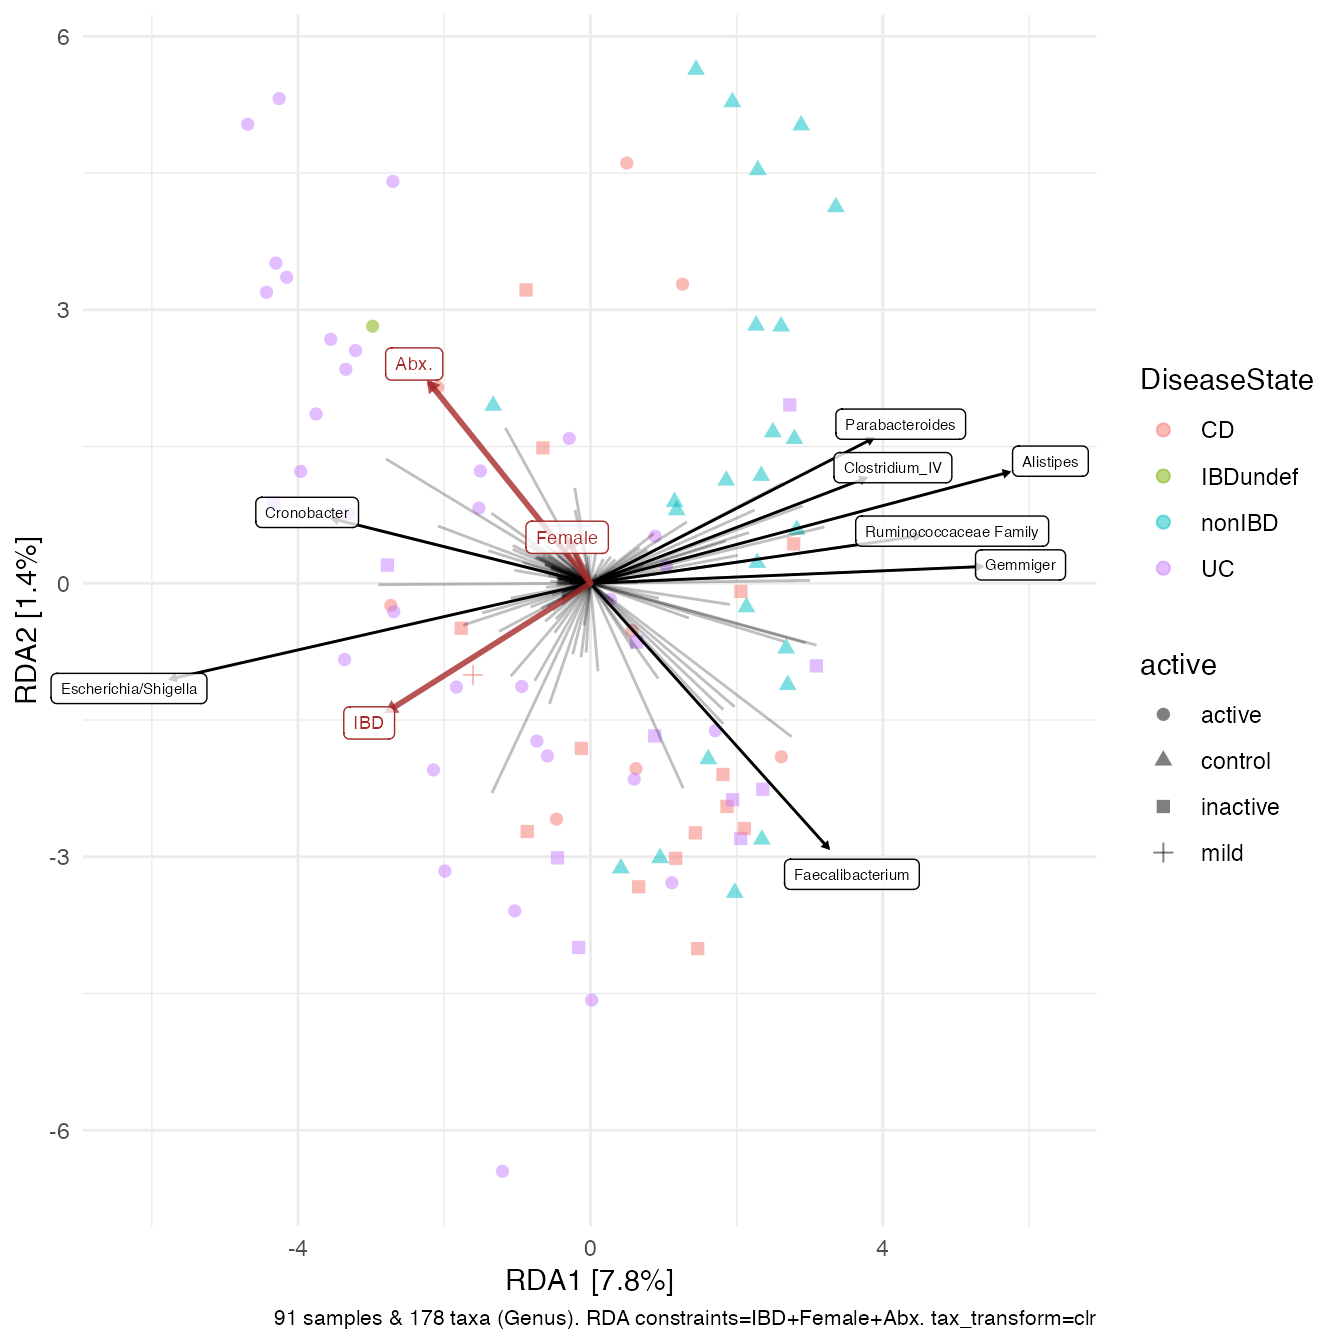 6
3
0
-3
-6
RDA2 [1.4%]
Abx.
Parabacteroides
Clostridium_IV
Alistipes
Cronobacter
Female
Ruminococcaceae Family
Gemmiger
Escherichia/Shigella
IBD
Faecalibacterium
-4
0
4
RDA1 [7.8%]
91 samples & 178 taxa (Genus). RDA constraints=IBD+Female+Abx. tax_transform=clr
DiseaseState
CD
IBDundef
nonIBD
UC
active
active
control
inactive
mild